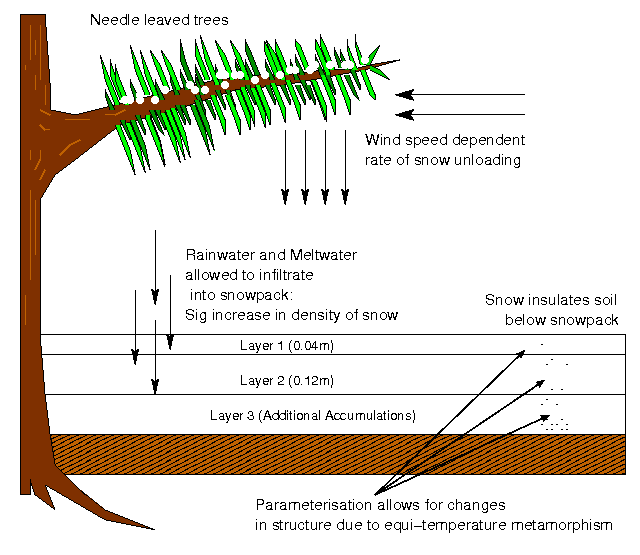 Needle leaved trees
Wind speed dependent
rate of snow unloading
Rainwater and Meltwater
allowed to infiltrate
into snowpack:
Sig increase in density of snow
Snow insulates soil
below snowpack
Layer 1 (0.04m)
Layer 2 (0.12m)
Layer 3 (Additional Accumulations)
Parameterisation allows for changes
in structure due to equi–temperature metamorphism